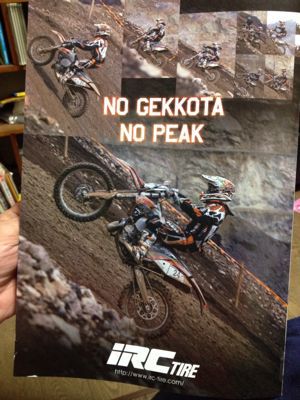 NO GEKKOTA
NO PEAK
iRC TIRE
http://www.irc-tire.com/